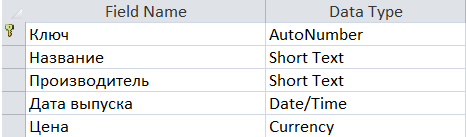 Field Name Data Type
Ключ AutoNumber
Название Short Text
Производитель Short Text
Дата выпуска Date/Time
Цена Currency